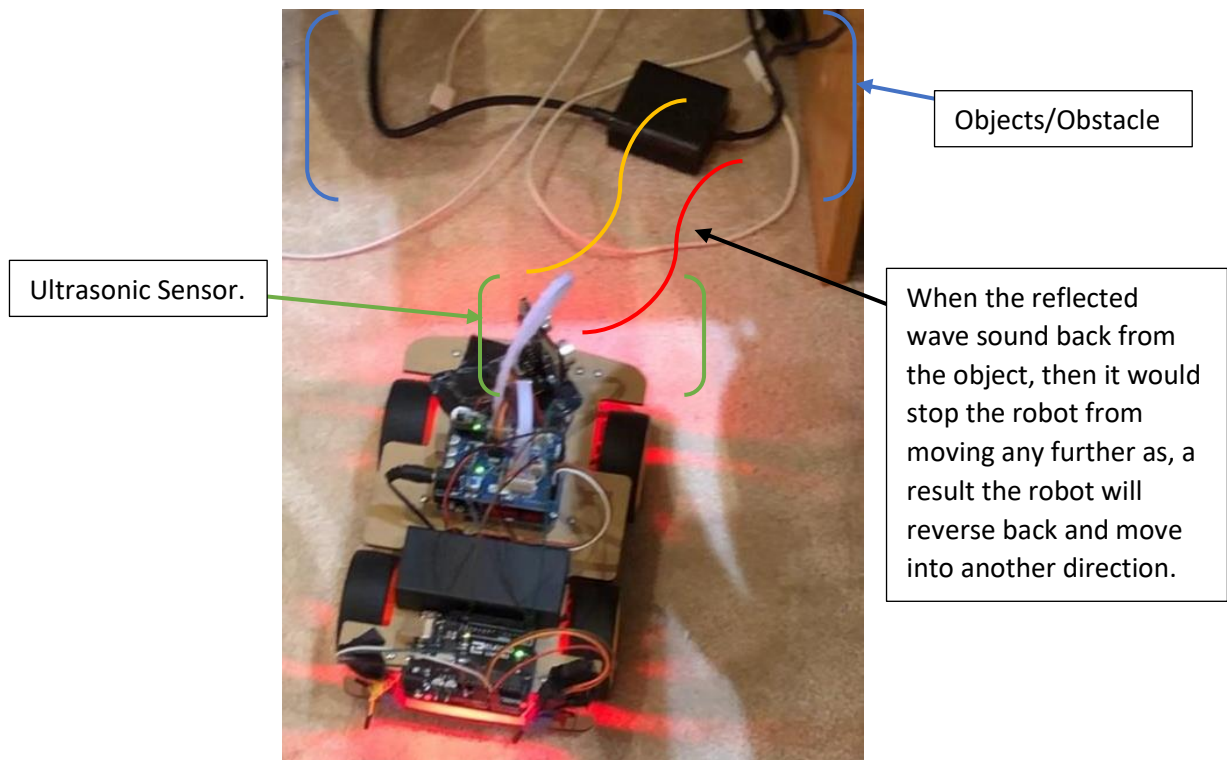 Objects/Obstacle
Ultrasonic Sensor.
When the reflected
wave sound back from
the object, then it would
stop the robot from
moving any further as, a
result the robot will
reverse back and move
into another direction.